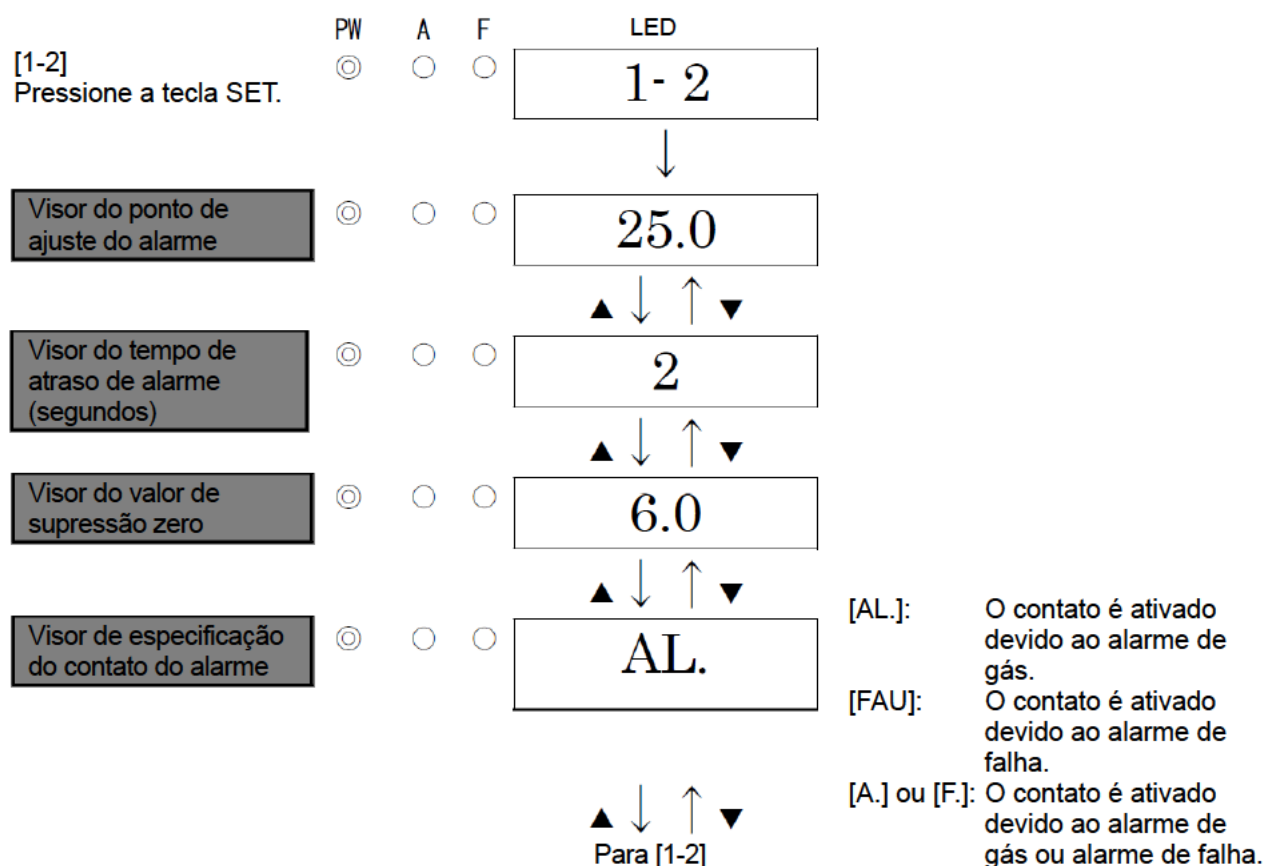 PW A F LED
[1-2]
Pressione a tecla SET.
1- 2
Visor do ponto de
ajuste do alarme
25.0
▲ ↓ ↑ ▼
Visor do tempo de
atraso de alarme
(segundos)
2
▲ ↓ ↑ ▼
Visor do valor de
supressão zero
6.0
▲ ↓ ↑ ▼
Visor de especificação
do contato do alarme
AL.
[AL.]: O contato é ativado
devido ao alarme de
gás.
[FAU]: O contato é ativado
devido ao alarme de
falha.
[A.] ou [F.]: O contato é ativado
devido ao alarme de
gás ou alarme de falha.
▲ ↓ ↑ ▼
Para [1-2]